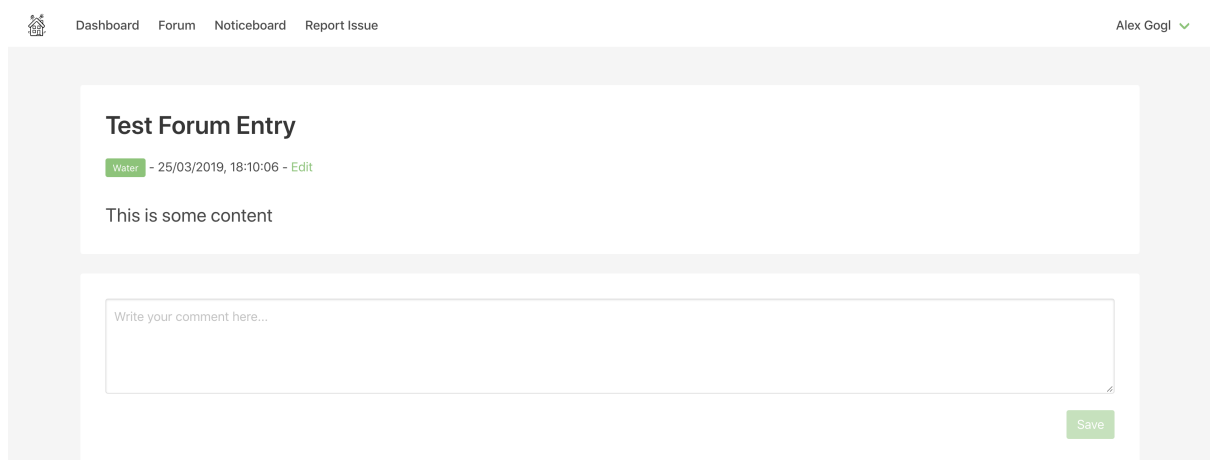 Dashboard Forum Noticeboard Report Issue Alex Gogl
Test Forum Entry
Water - 25/03/2019, 18:10:06 - Edit
This is some content
Write your comment here...
Save